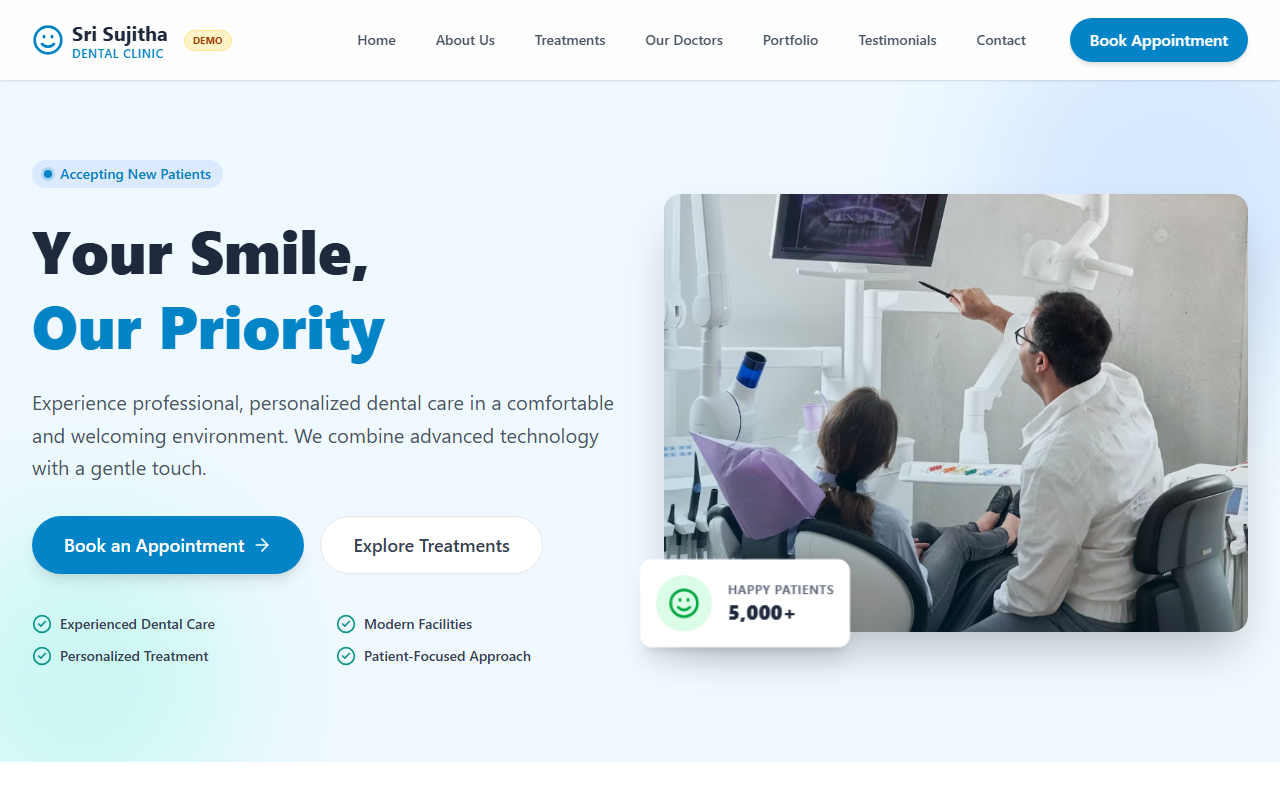 Sri Sujitha
DENTAL CLINIC
DEMO
Home
About Us
Treatments
Our Doctors
Portfolio
Testimonials
Contact
Book Appointment
Accepting New Patients
Your Smile,
Our Priority
Experience professional, personalized dental care in a comfortable
and welcoming environment. We combine advanced technology
with a gentle touch.
Book an Appointment
Explore Treatments
Experienced Dental Care
Modern Facilities
Personalized Treatment
Patient-Focused Approach
HAPPY PATIENTS
5,000+